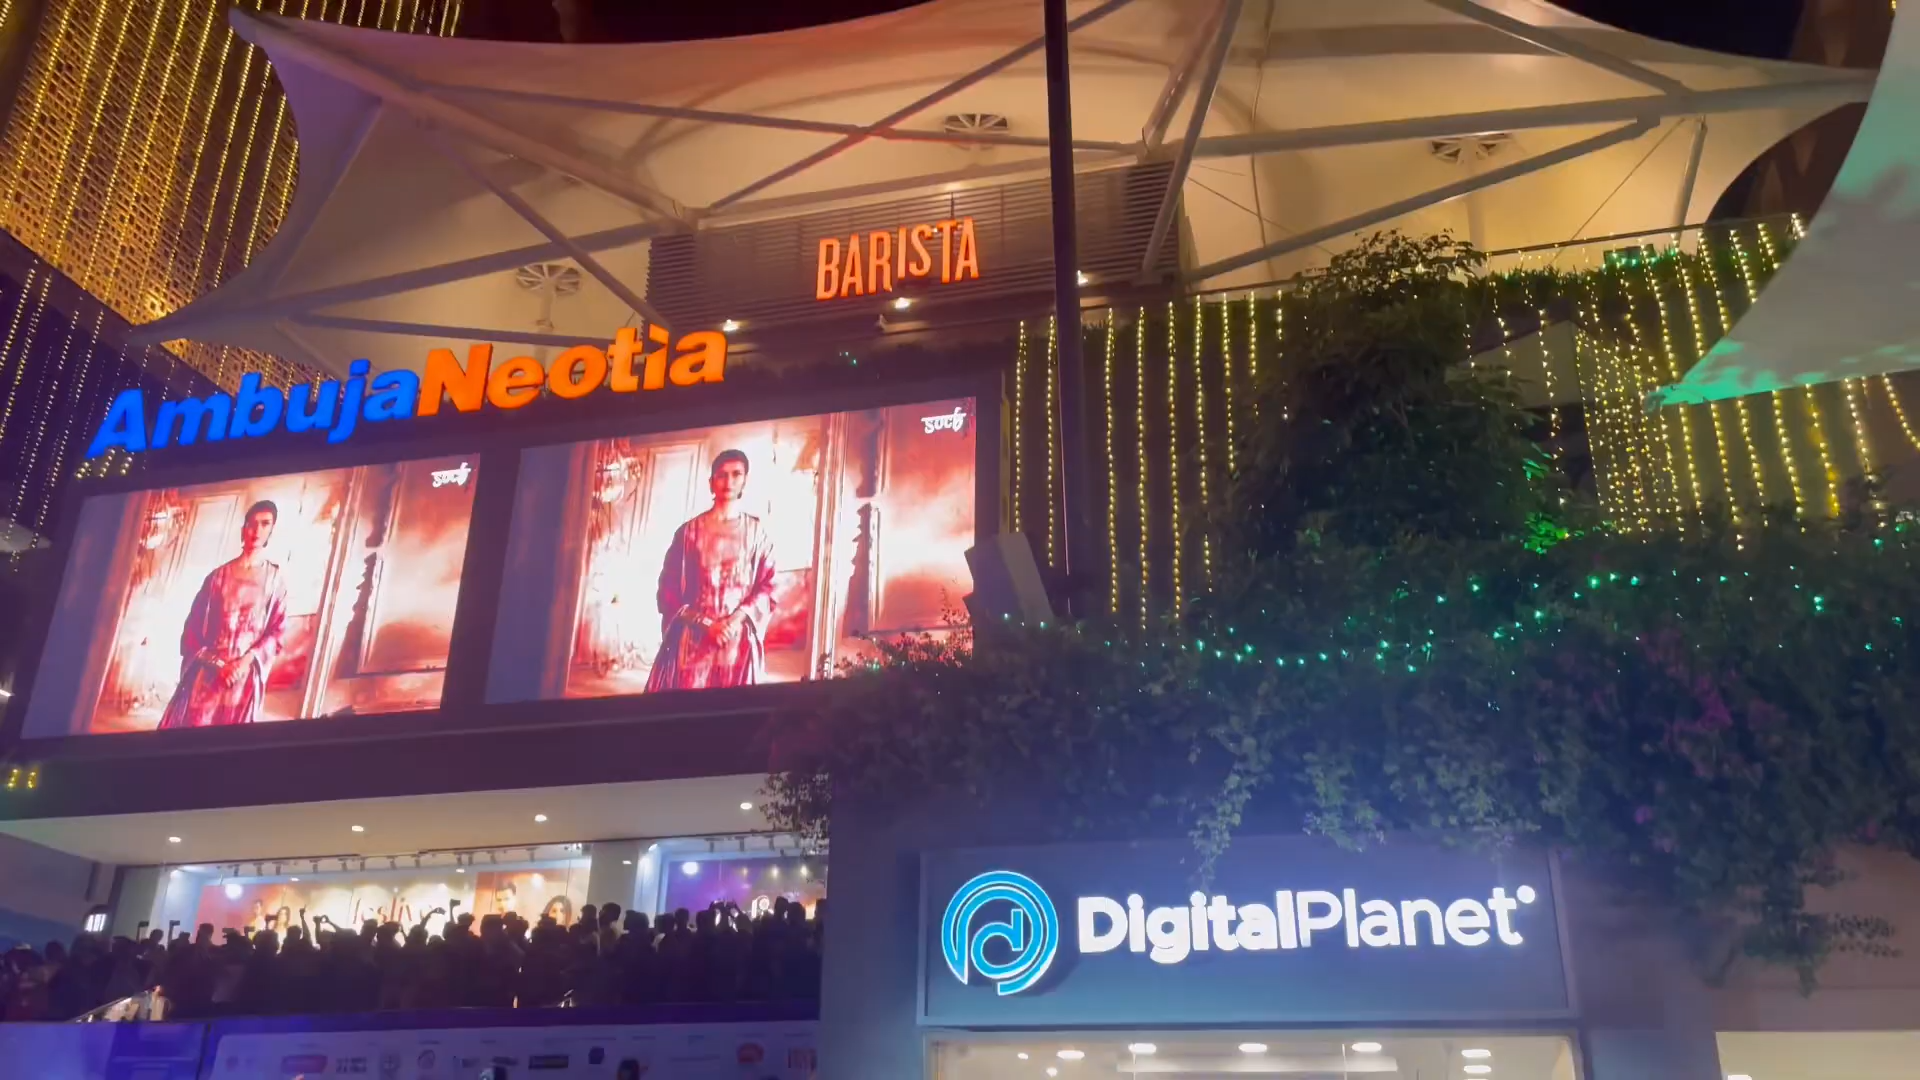 BARISTA
AmbujaNeotia
soch
soch
DigitalPlanet